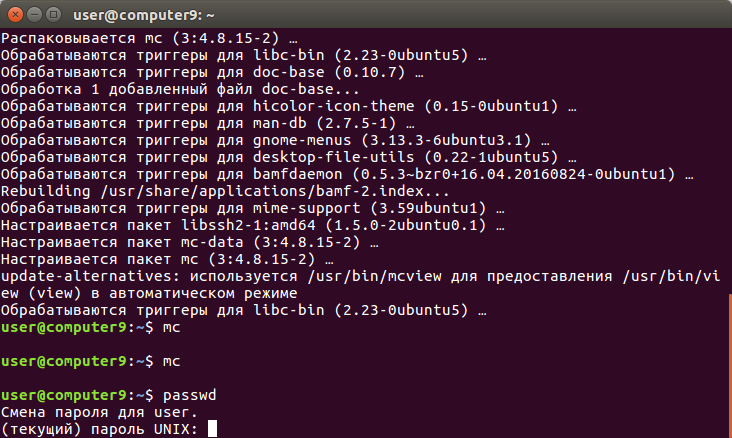 user@computer9: ~
Распаковывается mc (3:4.8.15-2) …
Обрабатываются триггеры для libc-bin (2.23-0ubuntu5) …
Обрабатываются триггеры для doc-base (0.10.7) …
Обработка 1 добавленный файл doc-base...
Обрабатываются триггеры для hicolor-icon-theme (0.15-0ubuntu1) …
Обрабатываются триггеры для man-db (2.7.5-1) …
Обрабатываются триггеры для gnome-menus (3.13.3-6ubuntu3.1) …
Обрабатываются триггеры для desktop-file-utils (0.22-1ubuntu5) …
Обрабатываются триггеры для bamfdaemon (0.5.3~bzr0+16.04.20160824-0ubuntu1) …
Rebuilding /usr/share/applications/bamf-2.index...
Обрабатываются триггеры для mime-support (3.59ubuntu1) …
Настраивается пакет libssh2-1:amd64 (1.5.0-2ubuntu0.1) …
Настраивается пакет mc-data (3:4.8.15-2) …
Настраивается пакет mc (3:4.8.15-2) …
update-alternatives: используется /usr/bin/mcview для предоставления /usr/bin/vi
ew (view) в автоматическом режиме
Обрабатываются триггеры для libc-bin (2.23-0ubuntu5) …
user@computer9:~$ mc
user@computer9:~$ mc
user@computer9:~$ passwd
Смена пароля для user.
(текущий) пароль UNIX: